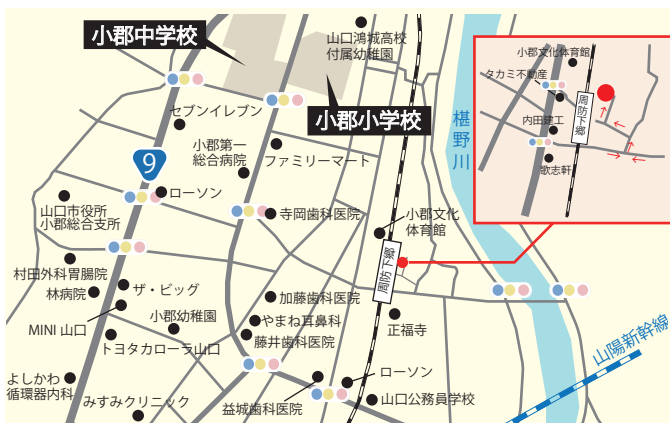 小郡中学校
山口鴻城高校
付属幼稚園
小郡小学校
セブンイレブン
小郡第一
総合病院
ファミリーマート
9
ローソン
山口市役所
小郡総合支所
寺岡歯科医院
小郡文化
体育館
村田外科胃腸院
林病院
ザ・ビッグ
MINI 山口
小郡幼稚園
トヨタカローラ山口
加藤歯科医院
やまね耳鼻科
藤井歯科医院
周防下郷
正福寺
よしかわ
循環器内科
みすみクリニック
益城歯科医院
ローソン
山口公務員学校
山陽新幹線
椹野川
小郡文化体育館
タカミ不動産
内田建工
歌志軒
周防下郷